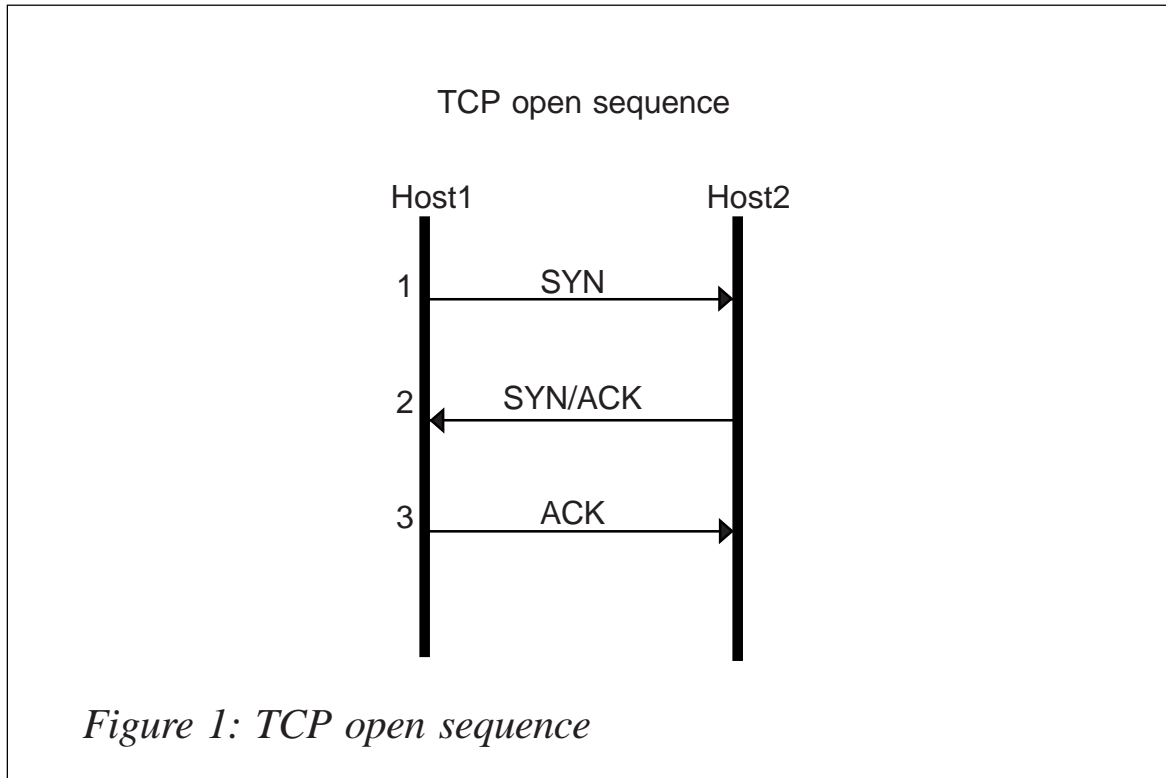 TCP open sequence
Host1 Host2
1 SYN
2 SYN/ACK
3 ACK
Figure 1: TCP open sequence